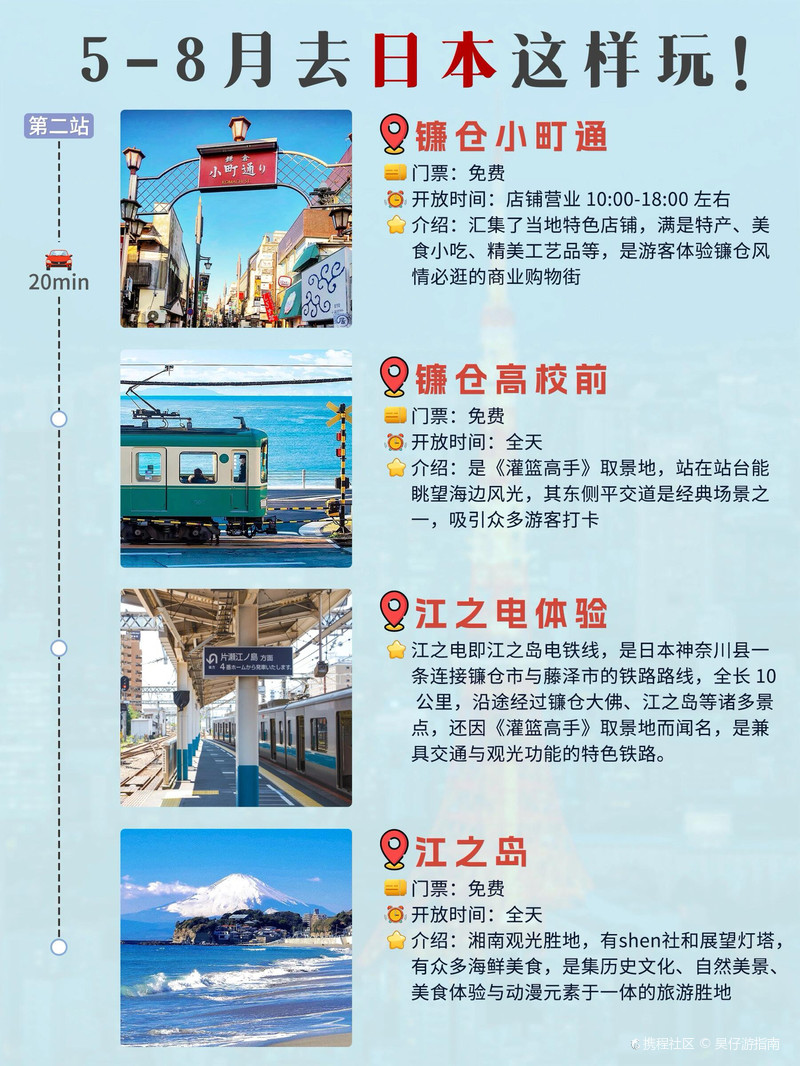 5-8月去日本这样玩！
第二站
20min
鎌倉
小町通り
镰仓小町通
门票：免费
开放时间：店铺营业 10:00-18:00 左右
介绍：汇集了当地特色店铺，满是特产、美
食小吃、精美工艺品等，是游客体验镰仓风
情必逛的商业购物街
镰仓高校前
门票：免费
开放时间：全天
介绍：是《灌篮高手》取景地，站在站台能
眺望海边风光，其东侧平交道是经典场景之
一，吸引众多游客打卡
片瀬江ノ島 方面
4番ホームから発車いたします
江之电体验
江之电即江之岛电铁线，是日本神奈川县一
条连接镰仓市与藤泽市的铁路路线，全长 10
公里，沿途经过镰仓大佛、江之岛等诸多景
点，还因《灌篮高手》取景地而闻名，是兼
具交通与观光功能的特色铁路。
江之岛
门票：免费
开放时间：全天
介绍：湘南观光胜地，有shen社和展望灯塔，
有众多海鲜美食，是集历史文化、自然美景、
美食体验与动漫元素于一体的旅游胜地
携程社区 © 昊仔游指南